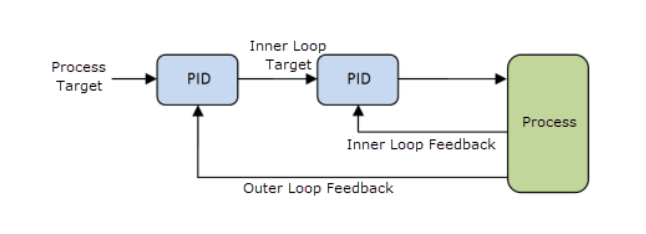 Process
Target
PID
Inner Loop
Target
PID
Process
Inner Loop Feedback
Outer Loop Feedback